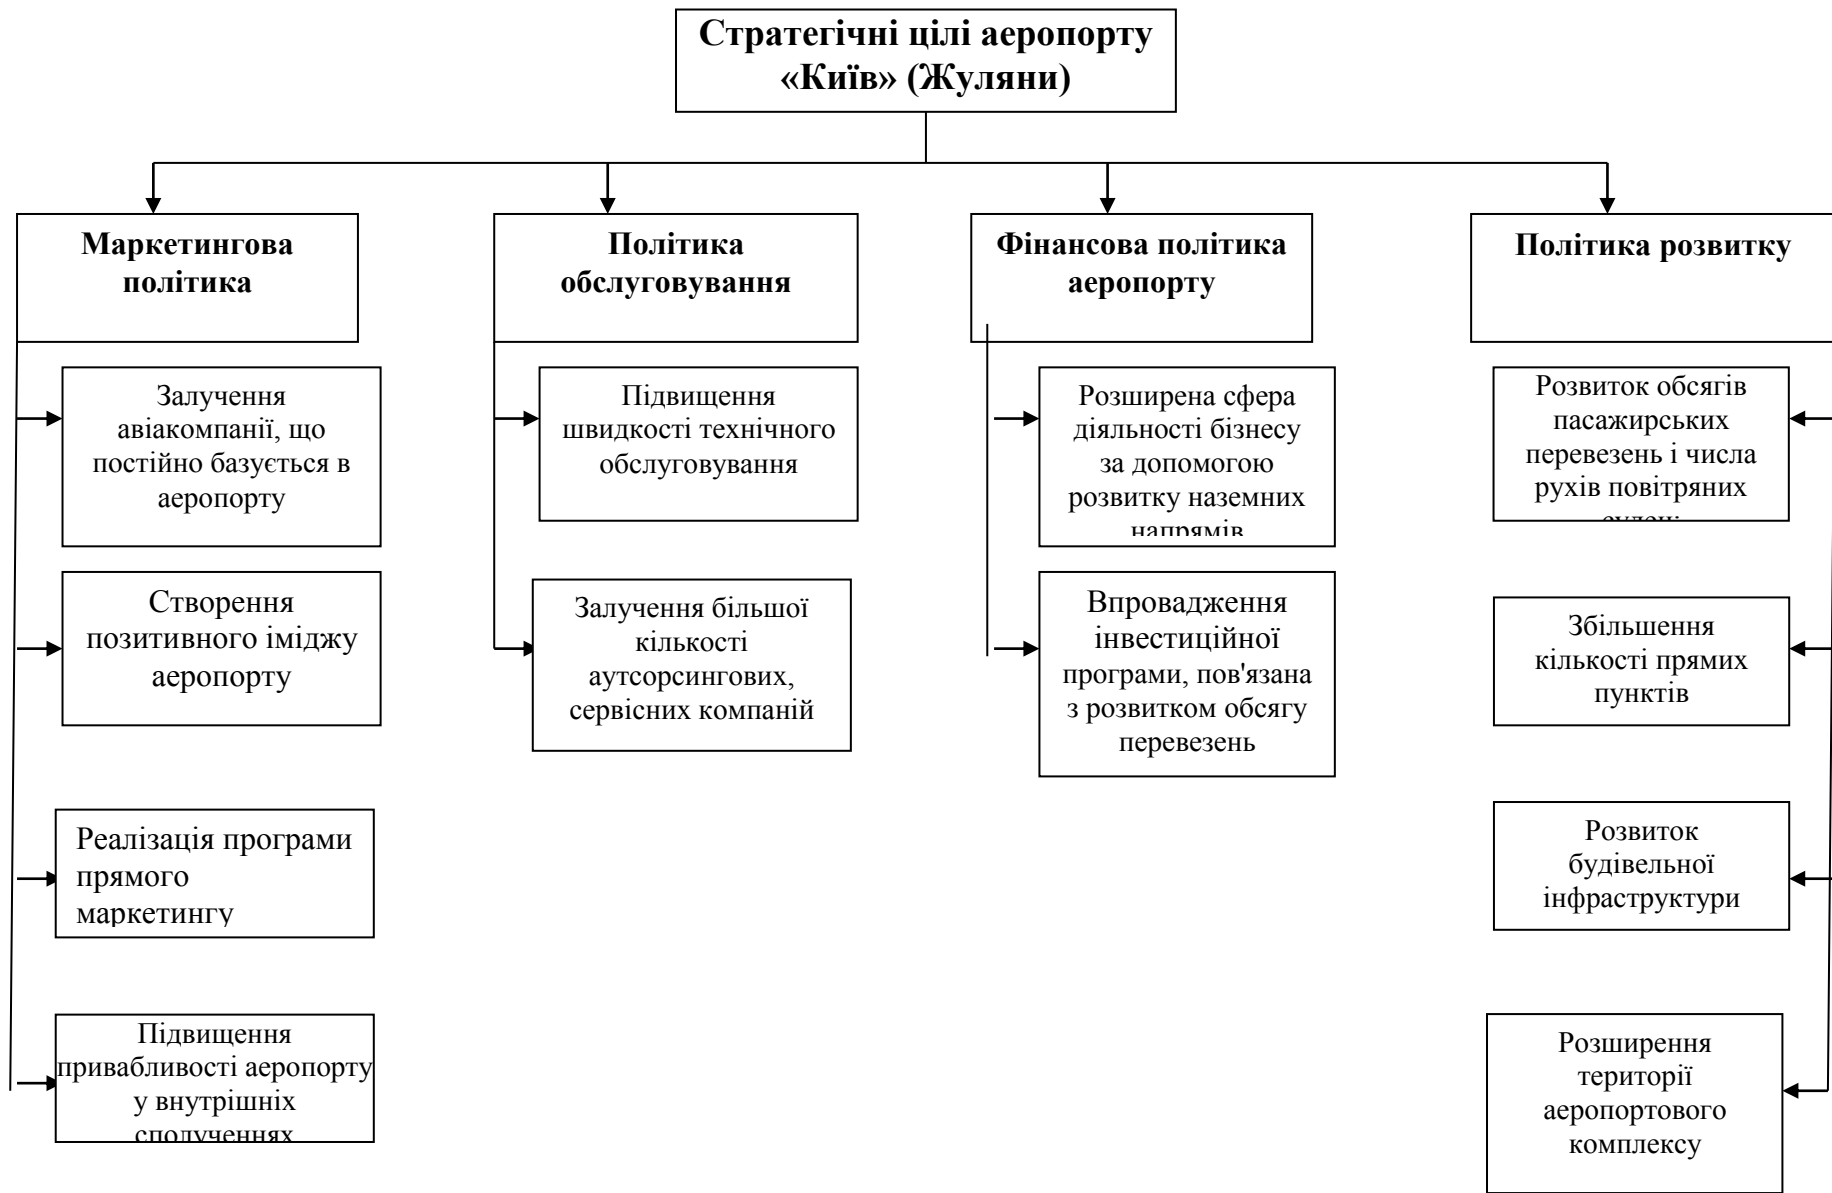 Стратегічні цілі аеропорту
«Київ» (Жуляни)
Маркетингова
політика
Політика
обслуговування
Фінансова політика
аеропорту
Політика розвитку
Залучення
авіакомпанії, що
постійно базується в
аеропорту
Створення
позитивного іміджу
аеропорту
Реалізація програми
прямого
маркетингу
Підвищення
привабливості аеропорту
у внутрішніх
сполученнях
Підвищення
швидкості технічного
обслуговування
Залучення більшої
кількості
аутсорсингових,
сервісних компаній
Розширена сфера
діяльності бізнесу
за допомогою
розвитку наземних
напрямів
Впровадження
інвестиційної
програми, пов'язана
з розвитком обсягу
перевезень
Розвиток обсягів
пасажирських
перевезень і числа
рухів повітряних
Збільшення
кількості прямих
пунктів
Розвиток
будівельної
інфраструктури
Розширення
території
аеропортового
комплексу